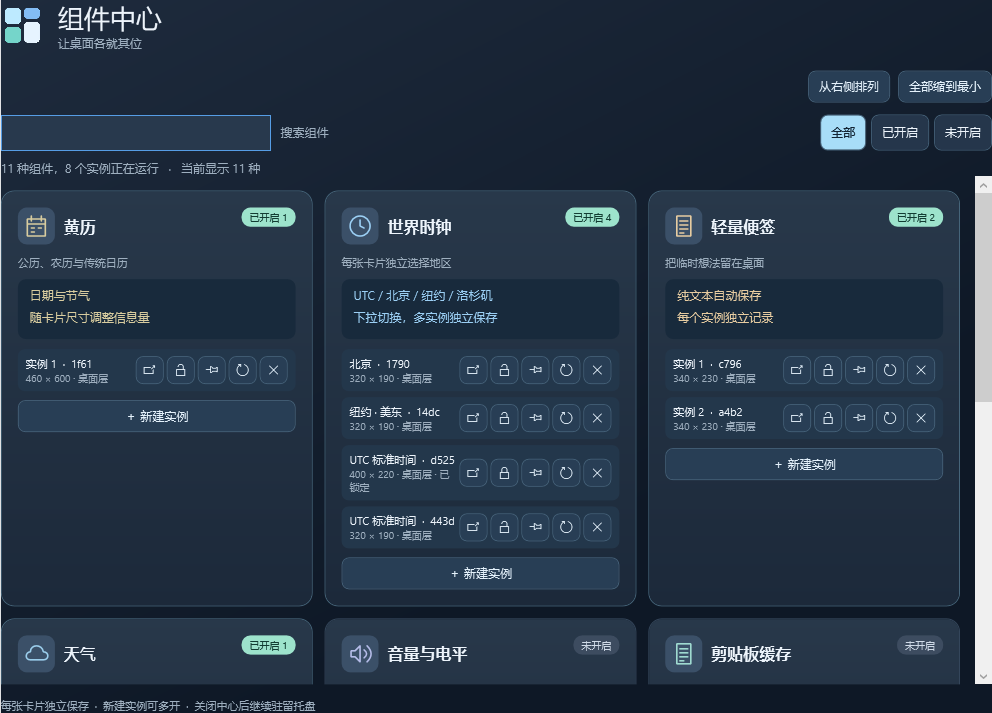 组件中心
让桌面各就其位
从右侧排列
全部缩到最小
搜索组件
全部
已开启
未开启
11 种组件，8 个实例正在运行 · 当前显示 11 种
黄历
已开启 1
公历、农历与传统日历
日期与节气
随卡片尺寸调整信息量
实例 1 · 1f61
460 × 600 · 桌面层
+ 新建实例
世界时钟
已开启 4
每张卡片独立选择地区
UTC / 北京 / 纽约 / 洛杉矶
下拉切换，多实例独立保存
北京 · 1790
320 × 190 · 桌面层
纽约 · 美东 · 14dc
320 × 190 · 桌面层
UTC 标准时间 · d525
400 × 220 · 桌面层 · 已
锁定
UTC 标准时间 · 443d
320 × 190 · 桌面层
+ 新建实例
轻量便签
已开启 2
把临时想法留在桌面
纯文本自动保存
每个实例独立记录
实例 1 · c796
340 × 230 · 桌面层
实例 2 · a4b2
340 × 230 · 桌面层
+ 新建实例
天气
已开启 1
音量与电平
未开启
剪贴板缓存
未开启
每张卡片独立保存 · 新建实例可多开 · 关闭中心后继续驻留托盘